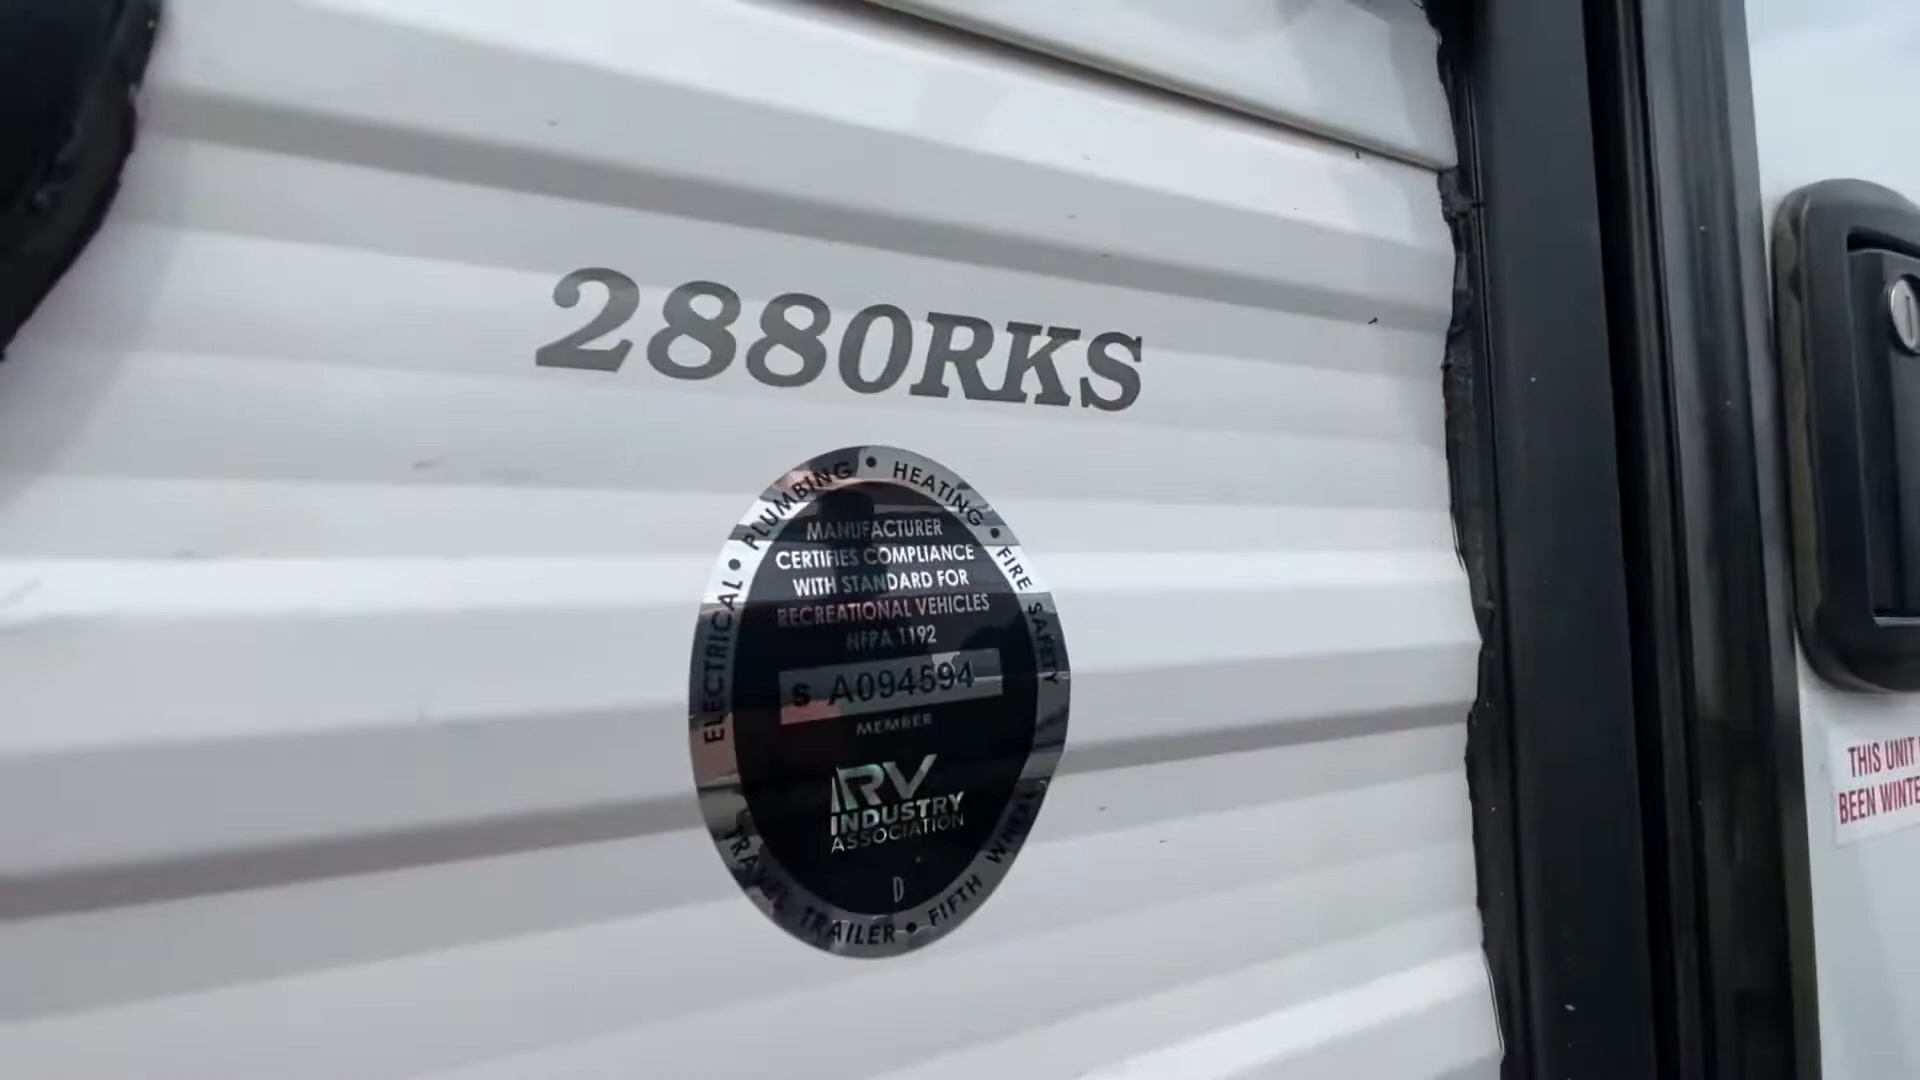 2880RKS
ELECTRICAL • PLUMBING • HEATING • FIRE SAFETY
MANUFACTURER
CERTIFIES COMPLIANCE
WITH STANDARD FOR
RECREATIONAL VEHICLES
NFPA 1192
S A094594
MEMBER
RV
INDUSTRY
ASSOCIATION
D
TRAVEL TRAILER • FIFTH WHEEL
THIS UNIT
BEEN